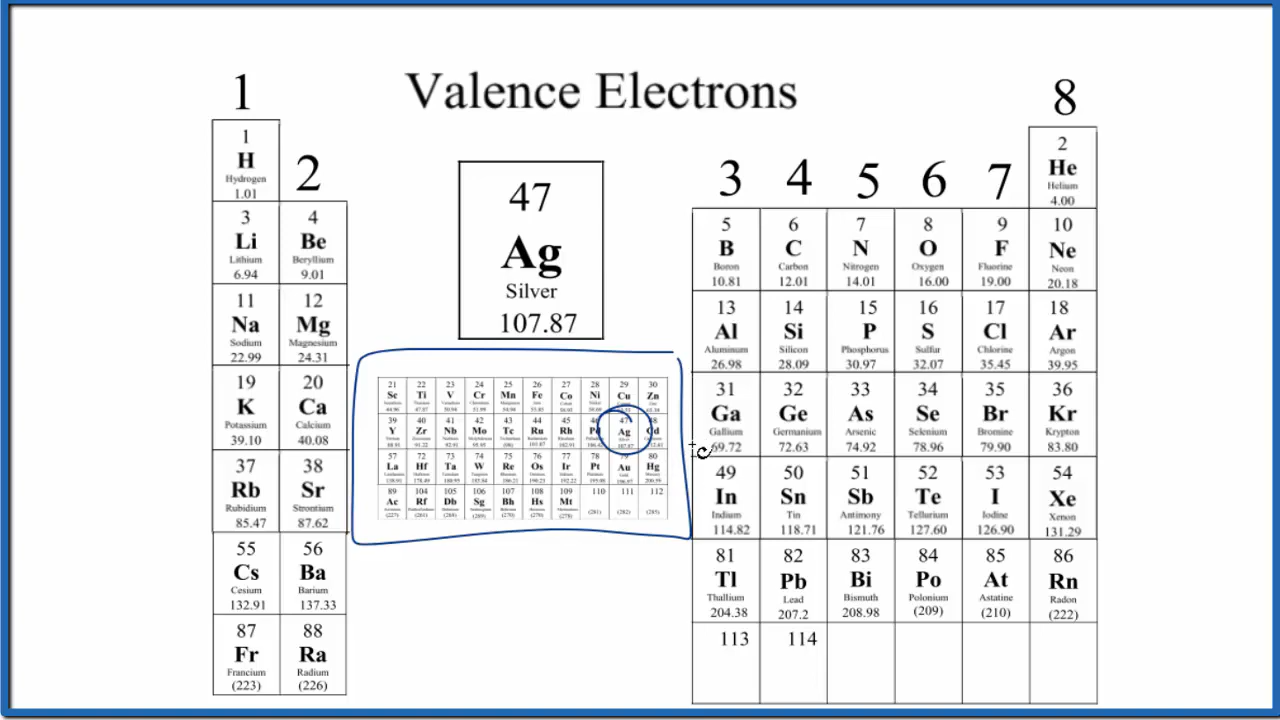 Valence Electrons
1
8
2
3 4 5 6 7
47
Ag
Silver
107.87
1
H
Hydrogen
1.01
2
He
Helium
4.00
3 4
Li Be
Lithium Beryllium
6.94 9.01
5 6 7 8 9 10
B C N O F Ne
Boron Carbon Nitrogen Oxygen Fluorine Neon
10.81 12.01 14.01 16.00 19.00 20.18
11 12
Na Mg
Sodium Magnesium
22.99 24.31
13 14 15 16 17 18
Al Si P S Cl Ar
Aluminum Silicon Phosphorus Sulfur Chlorine Argon
26.98 28.09 30.97 32.07 35.45 39.95
19 20
K Ca
Potassium Calcium
39.10 40.08
21 22 23 24 25 26 27 28 29 30
Sc Ti V Cr Mn Fe Co Ni Cu Zn
31 32 33 34 35 36
Ga Ge As Se Br Kr
Gallium Germanium Arsenic Selenium Bromine Krypton
69.72 72.63 74.92 78.96 79.90 83.80
37 38
Rb Sr
Rubidium Strontium
85.47 87.62
39 40 41 42 43 44 45 46 47 48
Y Zr Nb Mo Tc Ru Rh Pd Ag Cd
49 50 51 52 53 54
In Sn Sb Te I Xe
Indium Tin Antimony Tellurium Iodine Xenon
114.82 118.71 121.76 127.60 126.90 131.29
55 56
Cs Ba
Cesium Barium
132.91 137.33
57 72 73 74 75 76 77 78 79 80
La Hf Ta W Re Os Ir Pt Au Hg
81 82 83 84 85 86
Tl Pb Bi Po At Rn
Thallium Lead Bismuth Polonium Astatine Radon
204.38 207.2 208.98 (209) (210) (222)
87 88
Fr Ra
Francium Radium
(223) (226)
89 104 105 106 107 108 109 110 111 112
Ac Rf Db Sg Bh Hs Mt
113 114